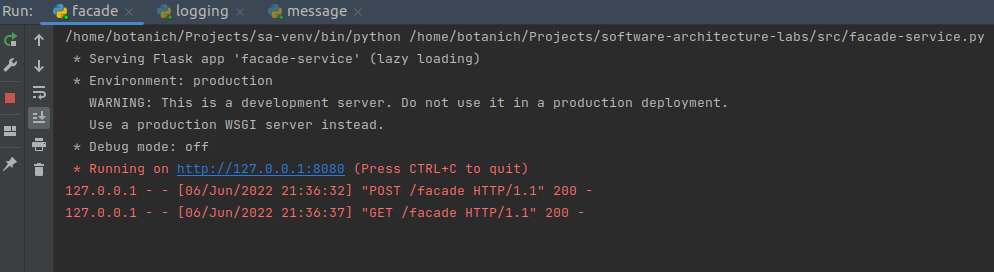 Run: facade logging message
/home/botanich/Projects/sa-venv/bin/python /home/botanich/Projects/software-architecture-labs/src/facade-service.py
* Serving Flask app 'facade-service' (lazy loading)
* Environment: production
WARNING: This is a development server. Do not use it in a production deployment.
Use a production WSGI server instead.
* Debug mode: off
* Running on http://127.0.0.1:8080 (Press CTRL+C to quit)
127.0.0.1 - - [06/Jun/2022 21:36:32] "POST /facade HTTP/1.1" 200 -
127.0.0.1 - - [06/Jun/2022 21:36:37] "GET /facade HTTP/1.1" 200 -